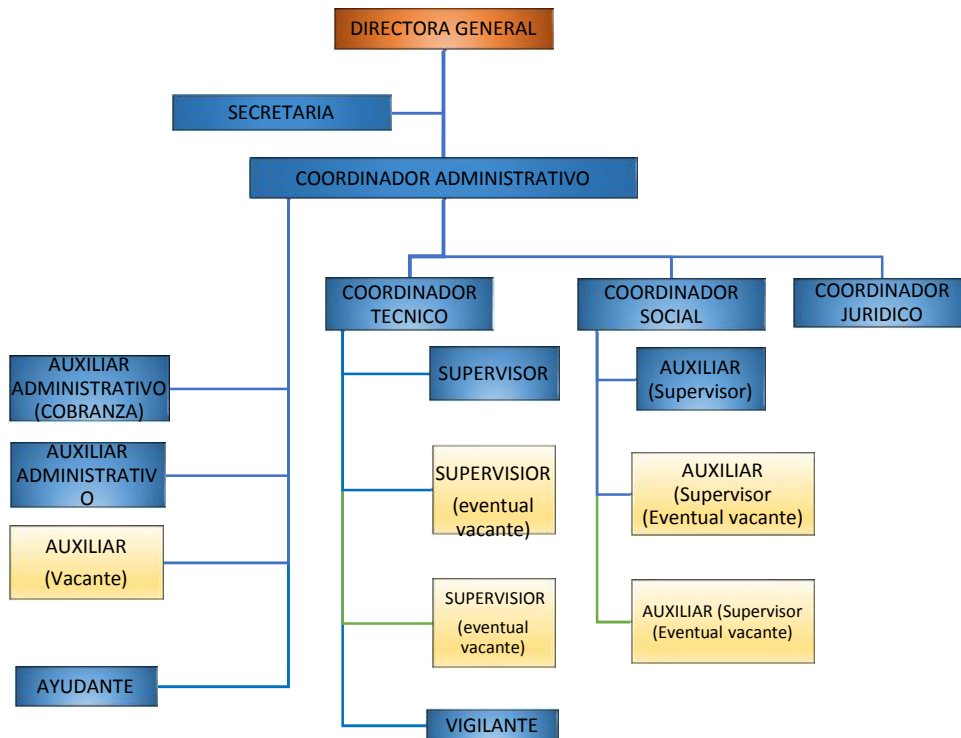 DIRECTORA GENERAL
SECRETARIA
COORDINADOR ADMINISTRATIVO
COORDINADOR
TECNICO
COORDINADOR
SOCIAL
COORDINADOR
JURIDICO
AUXILIAR
ADMINISTRATIVO
(COBRANZA)
AUXILIAR
ADMINISTRATIV
O
AUXILIAR
(Vacante)
AYUDANTE
SUPERVISOR
SUPERVISIOR
(eventual
vacante)
SUPERVISIOR
(eventual
vacante)
VIGILANTE
AUXILIAR
(Supervisor)
AUXILIAR
(Supervisor
(Eventual vacante)
AUXILIAR (Supervisor
(Eventual vacante)